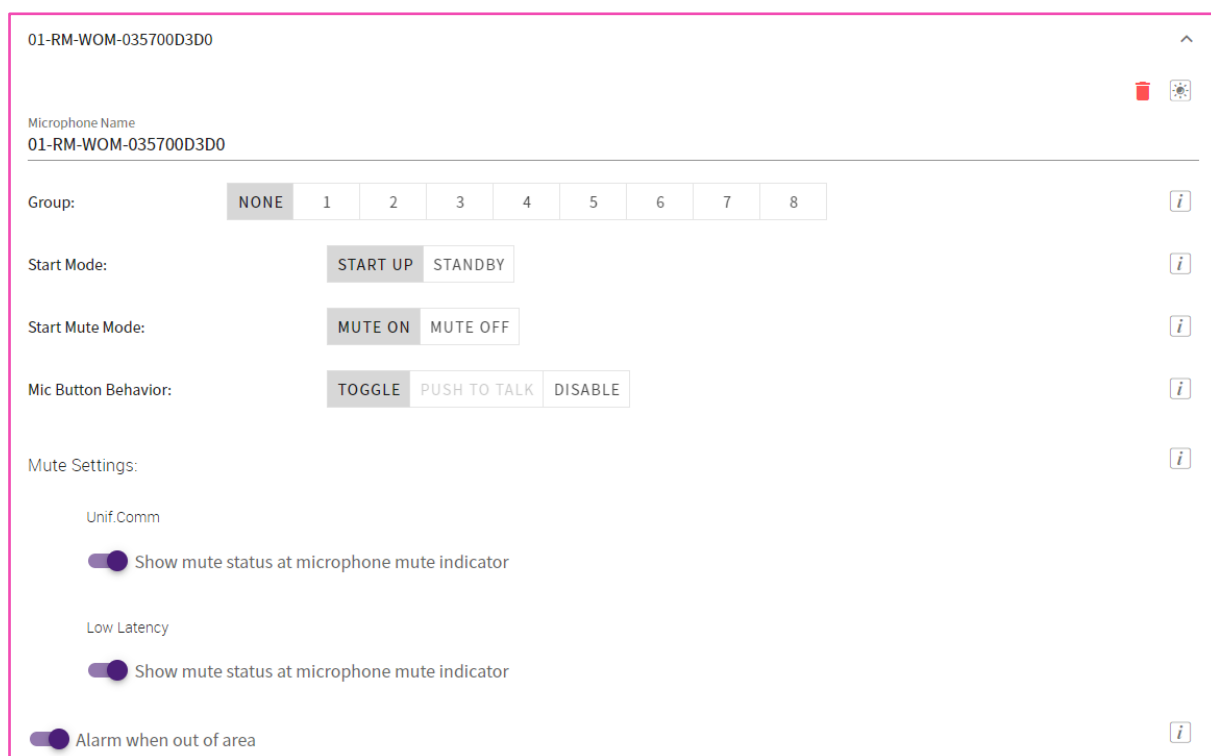 01-RM-WOM-035700D3D0
Microphone Name
01-RM-WOM-035700D3D0
Group: NONE 1 2 3 4 5 6 7 8 i
Start Mode: START UP STANDBY i
Start Mute Mode: MUTE ON MUTE OFF i
Mic Button Behavior: TOGGLE PUSH TO TALK DISABLE i
Mute Settings: i
Unif.Comm
Show mute status at microphone mute indicator
Low Latency
Show mute status at microphone mute indicator
Alarm when out of area i